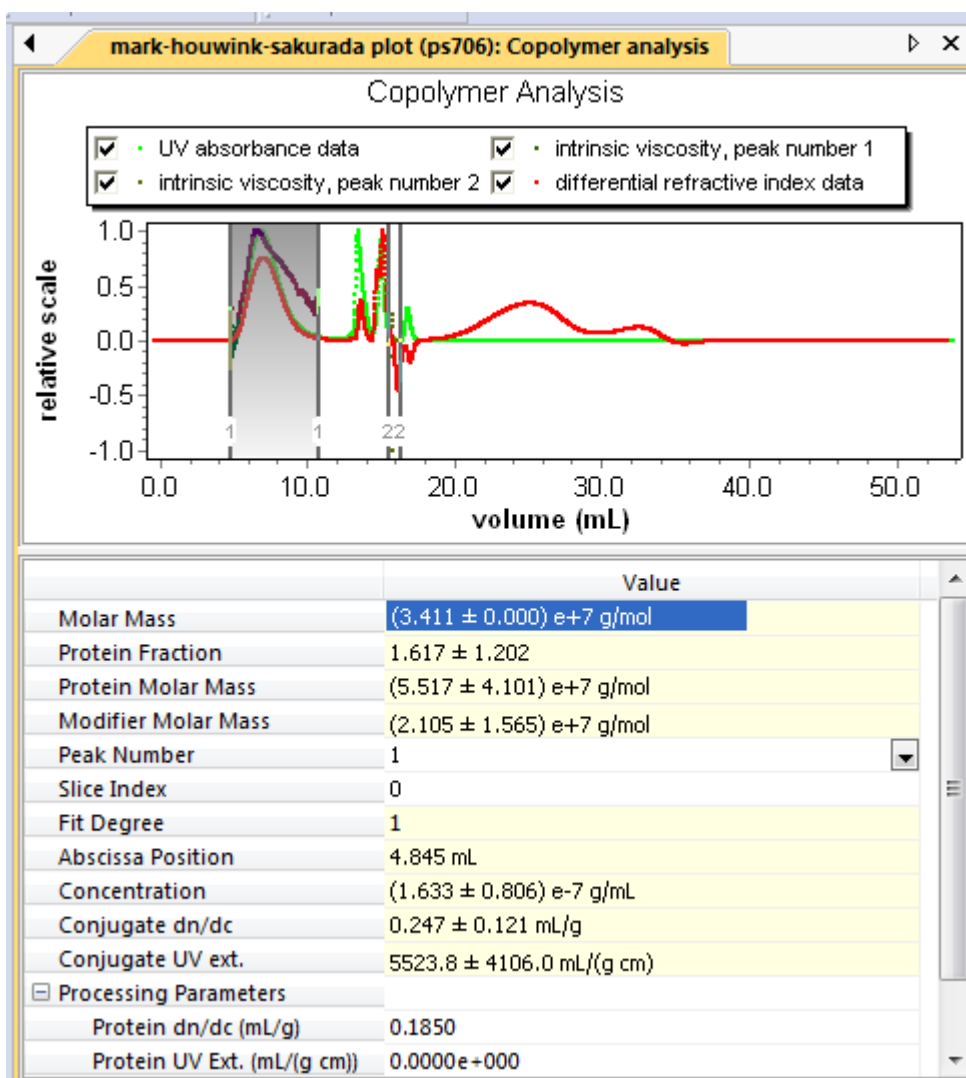 mark-houwink-sakurada plot (ps706): Copolymer analysis
Copolymer Analysis
UV absorbance data
intrinsic viscosity, peak number 1
intrinsic viscosity, peak number 2
differential refractive index data
relative scale
1.0
0.5
0.0
-0.5
-1.0
1 1 2 2
0.0 10.0 20.0 30.0 40.0 50.0
volume (mL)
Value
Molar Mass (3.411 ± 0.000) e+7 g/mol
Protein Fraction 1.617 ± 1.202
Protein Molar Mass (5.517 ± 4.101) e+7 g/mol
Modifier Molar Mass (2.105 ± 1.565) e+7 g/mol
Peak Number 1
Slice Index 0
Fit Degree 1
Abscissa Position 4.845 mL
Concentration (1.633 ± 0.806) e-7 g/mL
Conjugate dn/dc 0.247 ± 0.121 mL/g
Conjugate UV ext. 5523.8 ± 4106.0 mL/(g cm)
Processing Parameters
Protein dn/dc (mL/g) 0.1850
Protein UV Ext. (mL/(g cm)) 0.0000e+000